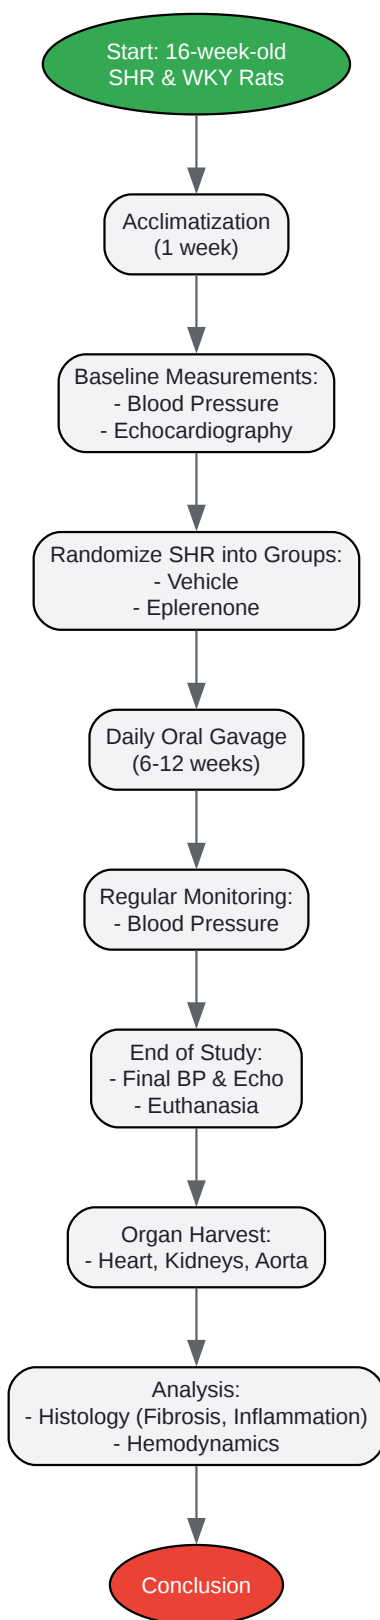 Start: 16-week-old
SHR & WKY Rats
Acclimatization
(1 week)
Baseline Measurements:
- Blood Pressure
- Echocardiography
Randomize SHR into Groups:
- Vehicle
- Eplerenone
Daily Oral Gavage
(6-12 weeks)
Regular Monitoring:
- Blood Pressure
End of Study:
- Final BP & Echo
- Euthanasia
Organ Harvest:
- Heart, Kidneys, Aorta
Analysis:
- Histology (Fibrosis, Inflammation)
- Hemodynamics
Conclusion